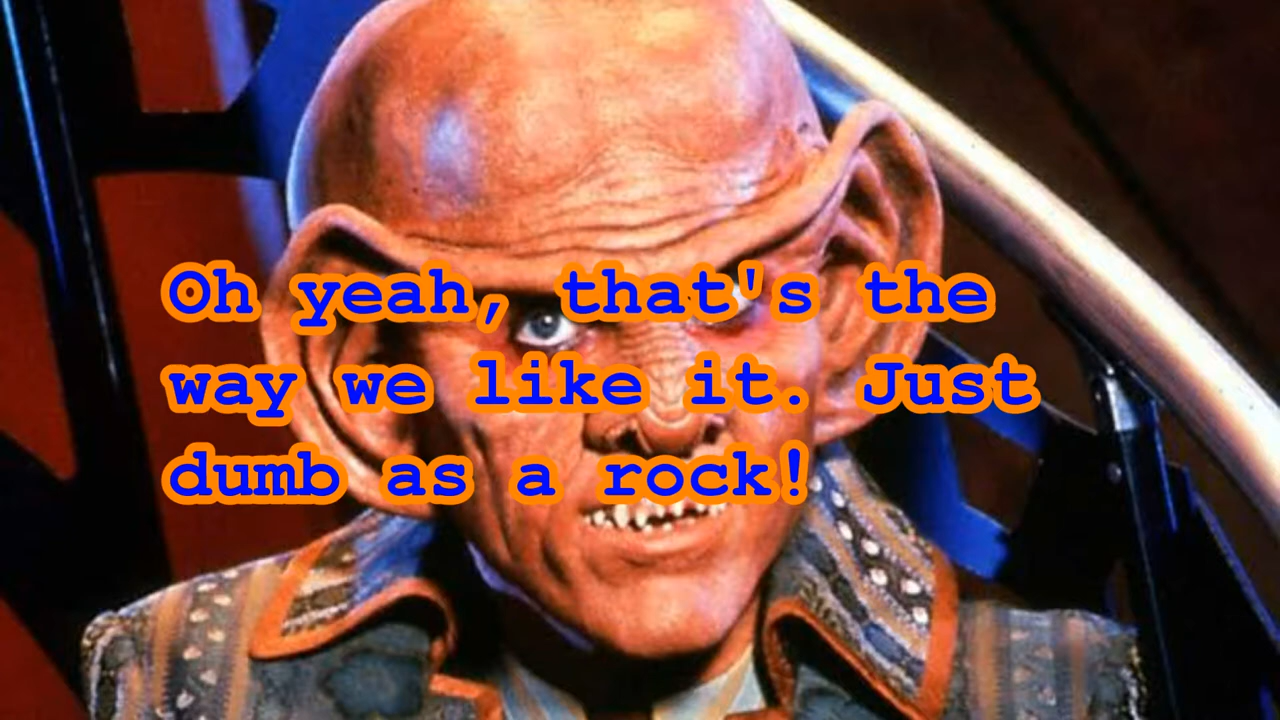 Oh yeah, that's the
way we like it. Just
dumb as a rock!